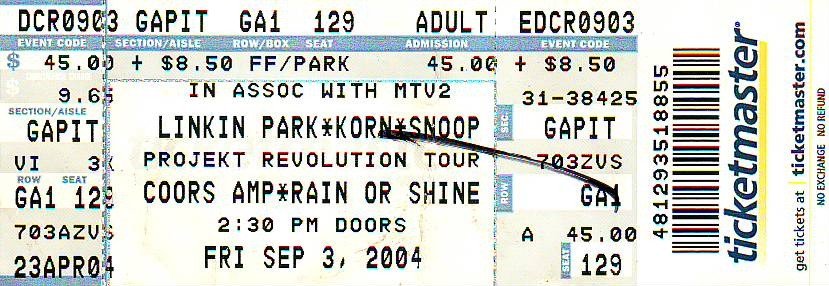 DCR0903 GAPIT GA1 129 ADULT EDCR0903
EVENT CODE SECTION/AISLE ROW/BOX SEAT ADMISSION EVENT CODE
$ 45.00 + $8.50 FF/PARK 45.00 + $8.50
9.65 IN ASSOC WITH MTV2 31-38425
SECTION/AISLE
GAPIT LINKIN PARK*KORN*SNOOP SEC GAPIT
VI 3X PROJEKT REVOLUTION TOUR 703ZVS
ROW SEAT
GA1 129 COORS AMP*RAIN OR SHINE ROW GA1
703AZVS 2:30 PM DOORS A 45.00
23APR04 FRI SEP 3, 2004 SEAT 129
481293518855
ticketmaster®
get tickets at ticketmaster.com
NO EXCHANGE NO REFUND